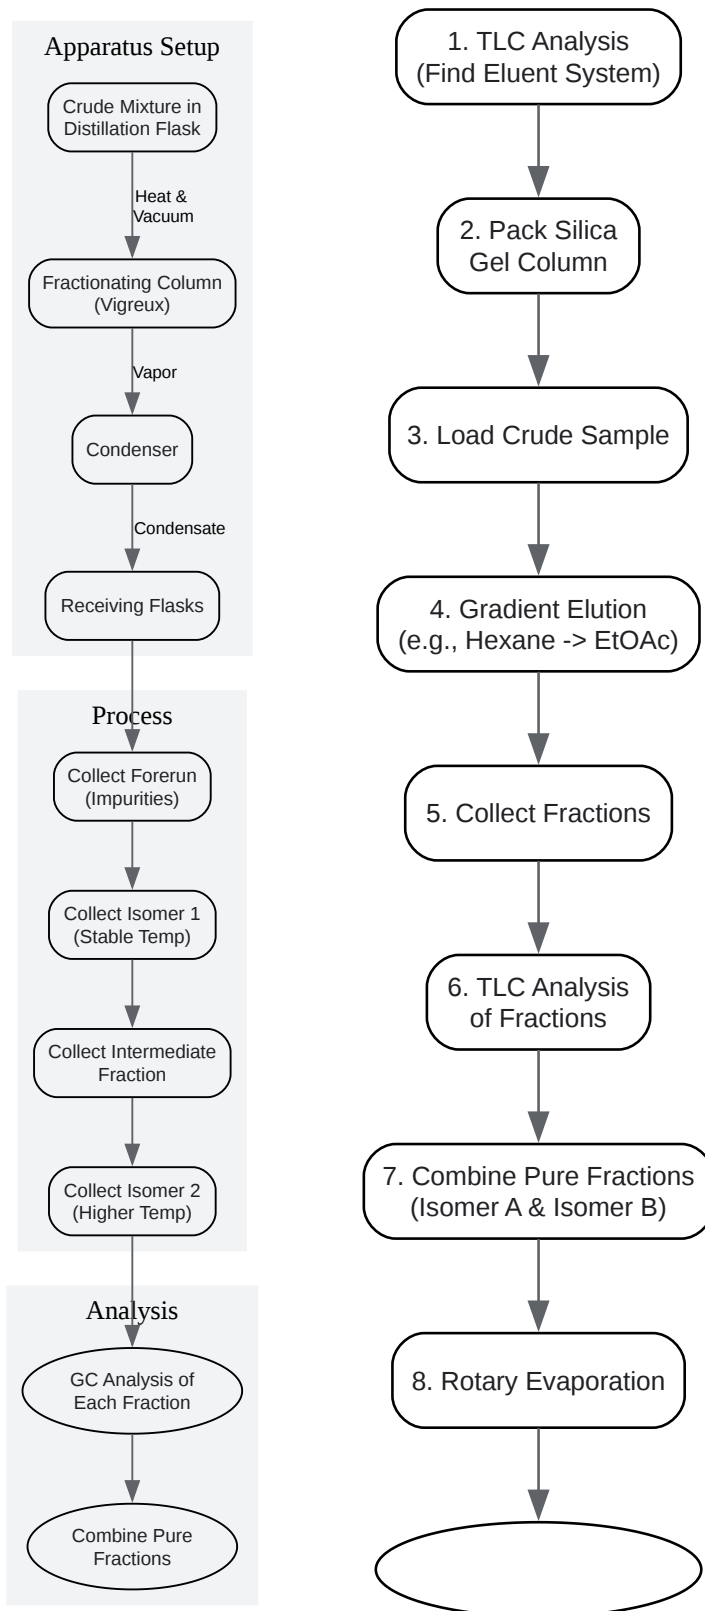 Apparatus Setup
Crude Mixture in
Distillation Flask
Heat &
Vacuum
Fractionating Column
(Vigreux)
Vapor
Condenser
Condensate
Receiving Flasks
Process
Collect Forerun
(Impurities)
Collect Isomer 1
(Stable Temp)
Collect Intermediate
Fraction
Collect Isomer 2
(Higher Temp)
Analysis
GC Analysis of
Each Fraction
Combine Pure
Fractions
1. TLC Analysis
(Find Eluent System)
2. Pack Silica
Gel Column
3. Load Crude Sample
4. Gradient Elution
(e.g., Hexane -> EtOAc)
5. Collect Fractions
6. TLC Analysis
of Fractions
7. Combine Pure Fractions
(Isomer A & Isomer B)
8. Rotary Evaporation